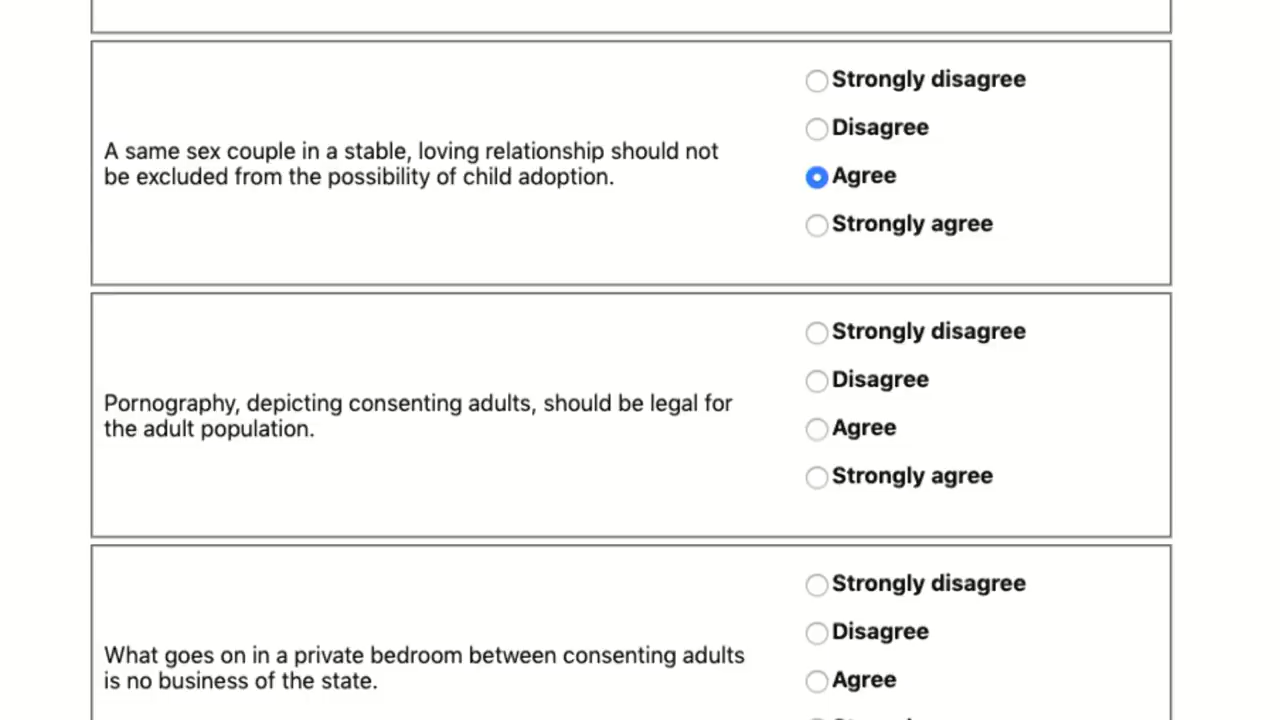 Strongly disagree
Disagree
A same sex couple in a stable, loving relationship should not
be excluded from the possibility of child adoption.
Agree
Strongly agree
Strongly disagree
Disagree
Pornography, depicting consenting adults, should be legal for
the adult population.
Agree
Strongly agree
Strongly disagree
Disagree
What goes on in a private bedroom between consenting adults
is no business of the state.
Agree